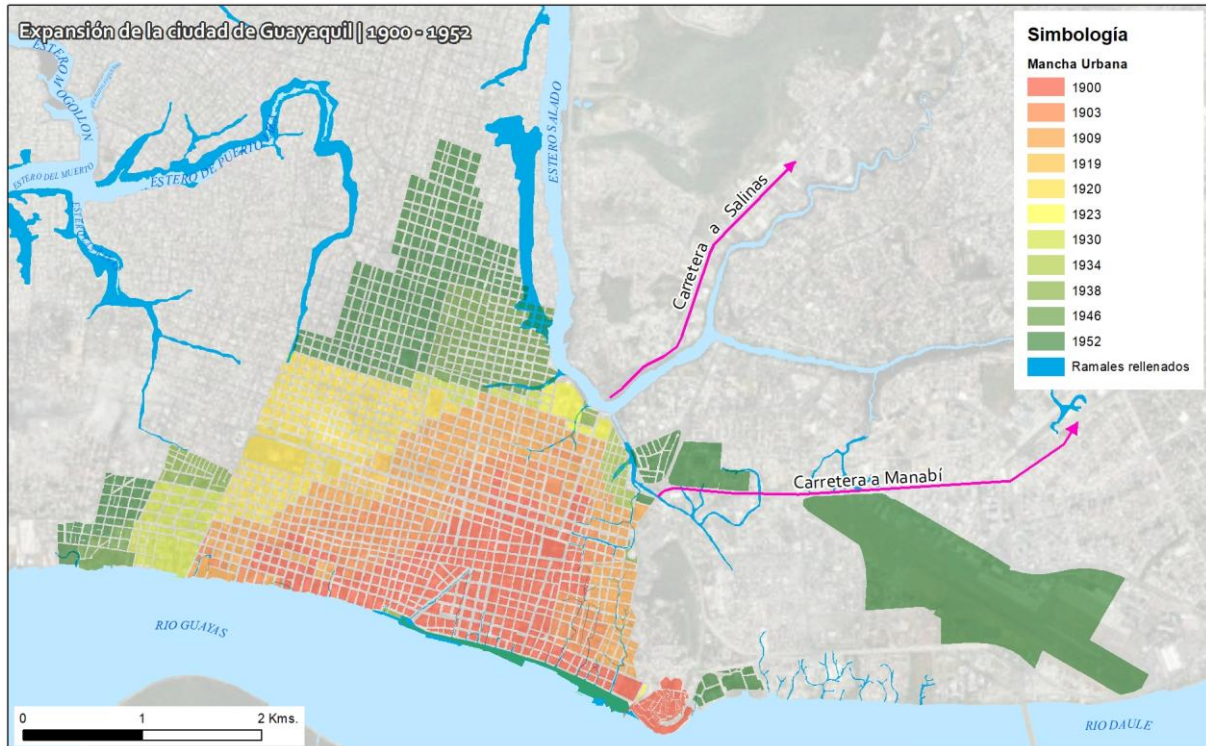 Expansión de la ciudad de Guayaquil | 1900 - 1952
Simbología
Mancha Urbana
1900
1903
1909
1919
1920
1923
1930
1934
1938
1946
1952
Ramales rellenados
ESTERO MOGOLLON
ESTERO DEL MUERTO
ESTERO DE PUERTO
ESTERO SALADO
Carretera a Salinas
Carretera a Manabí
RIO GUAYAS
RIO DAULE
0 1 2 Kms.